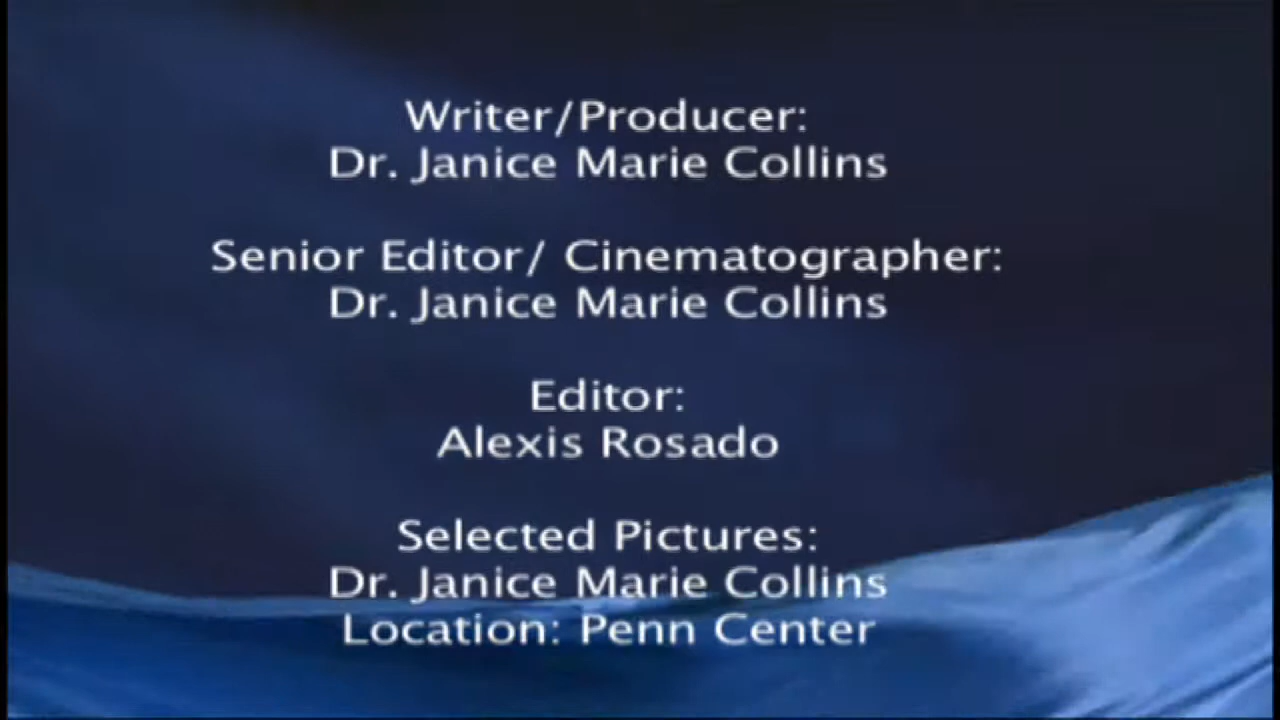 Writer/Producer:
Dr. Janice Marie Collins
Senior Editor/ Cinematographer:
Dr. Janice Marie Collins
Editor:
Alexis Rosado
Selected Pictures:
Dr. Janice Marie Collins
Location: Penn Center